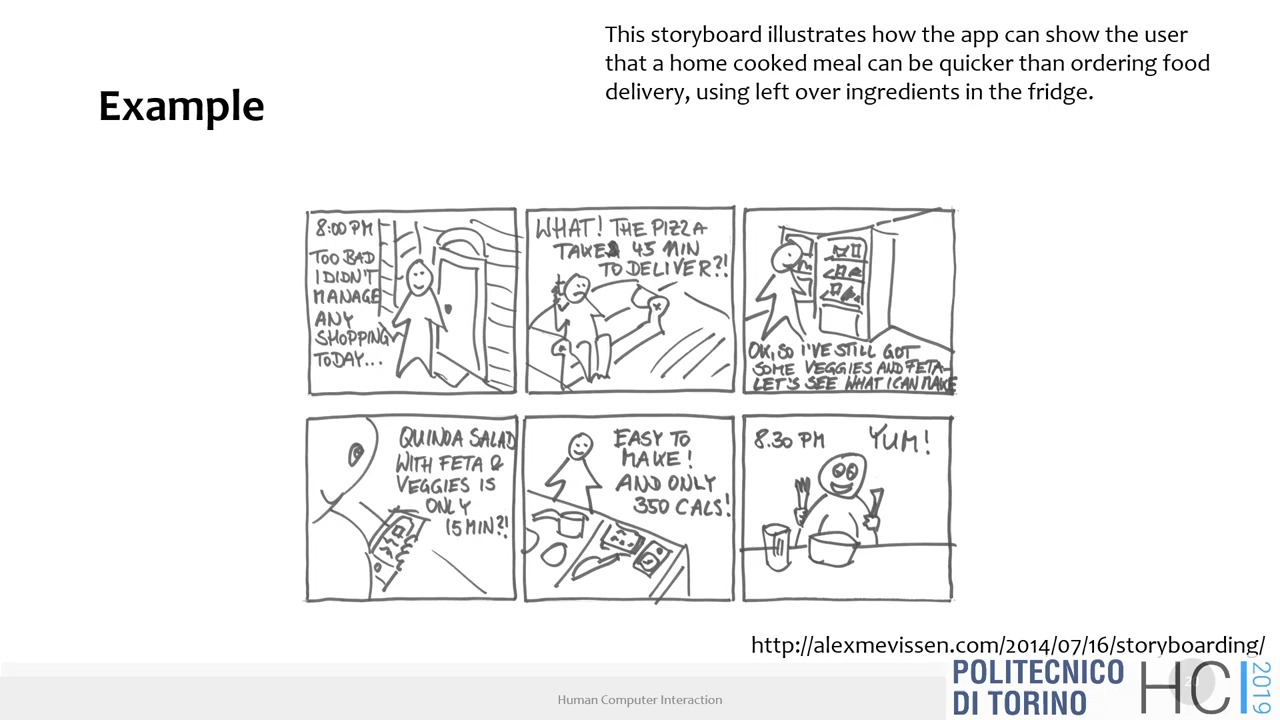 This storyboard illustrates how the app can show the user
that a home cooked meal can be quicker than ordering food
delivery, using left over ingredients in the fridge.
Example
8:00 PM
TOO BAD
I DIDN'T
MANAGE
ANY
SHOPPING
TODAY...
WHAT! THE PIZZA
TAKES 45 MIN
TO DELIVER?!
OK, SO I'VE STILL GOT
SOME VEGGIES AND FETA-
LET'S SEE WHAT I CAN MAKE
QUINOA SALAD
WITH FETA &
VEGGIES IS
ONLY
15 MIN?!
EASY TO
MAKE!
AND ONLY
350 CALS!
8.30 PM YUM!
http://alexmevissen.com/2014/07/16/storyboarding/
Human Computer Interaction
POLITECNICO
DI TORINO
HCI
2019